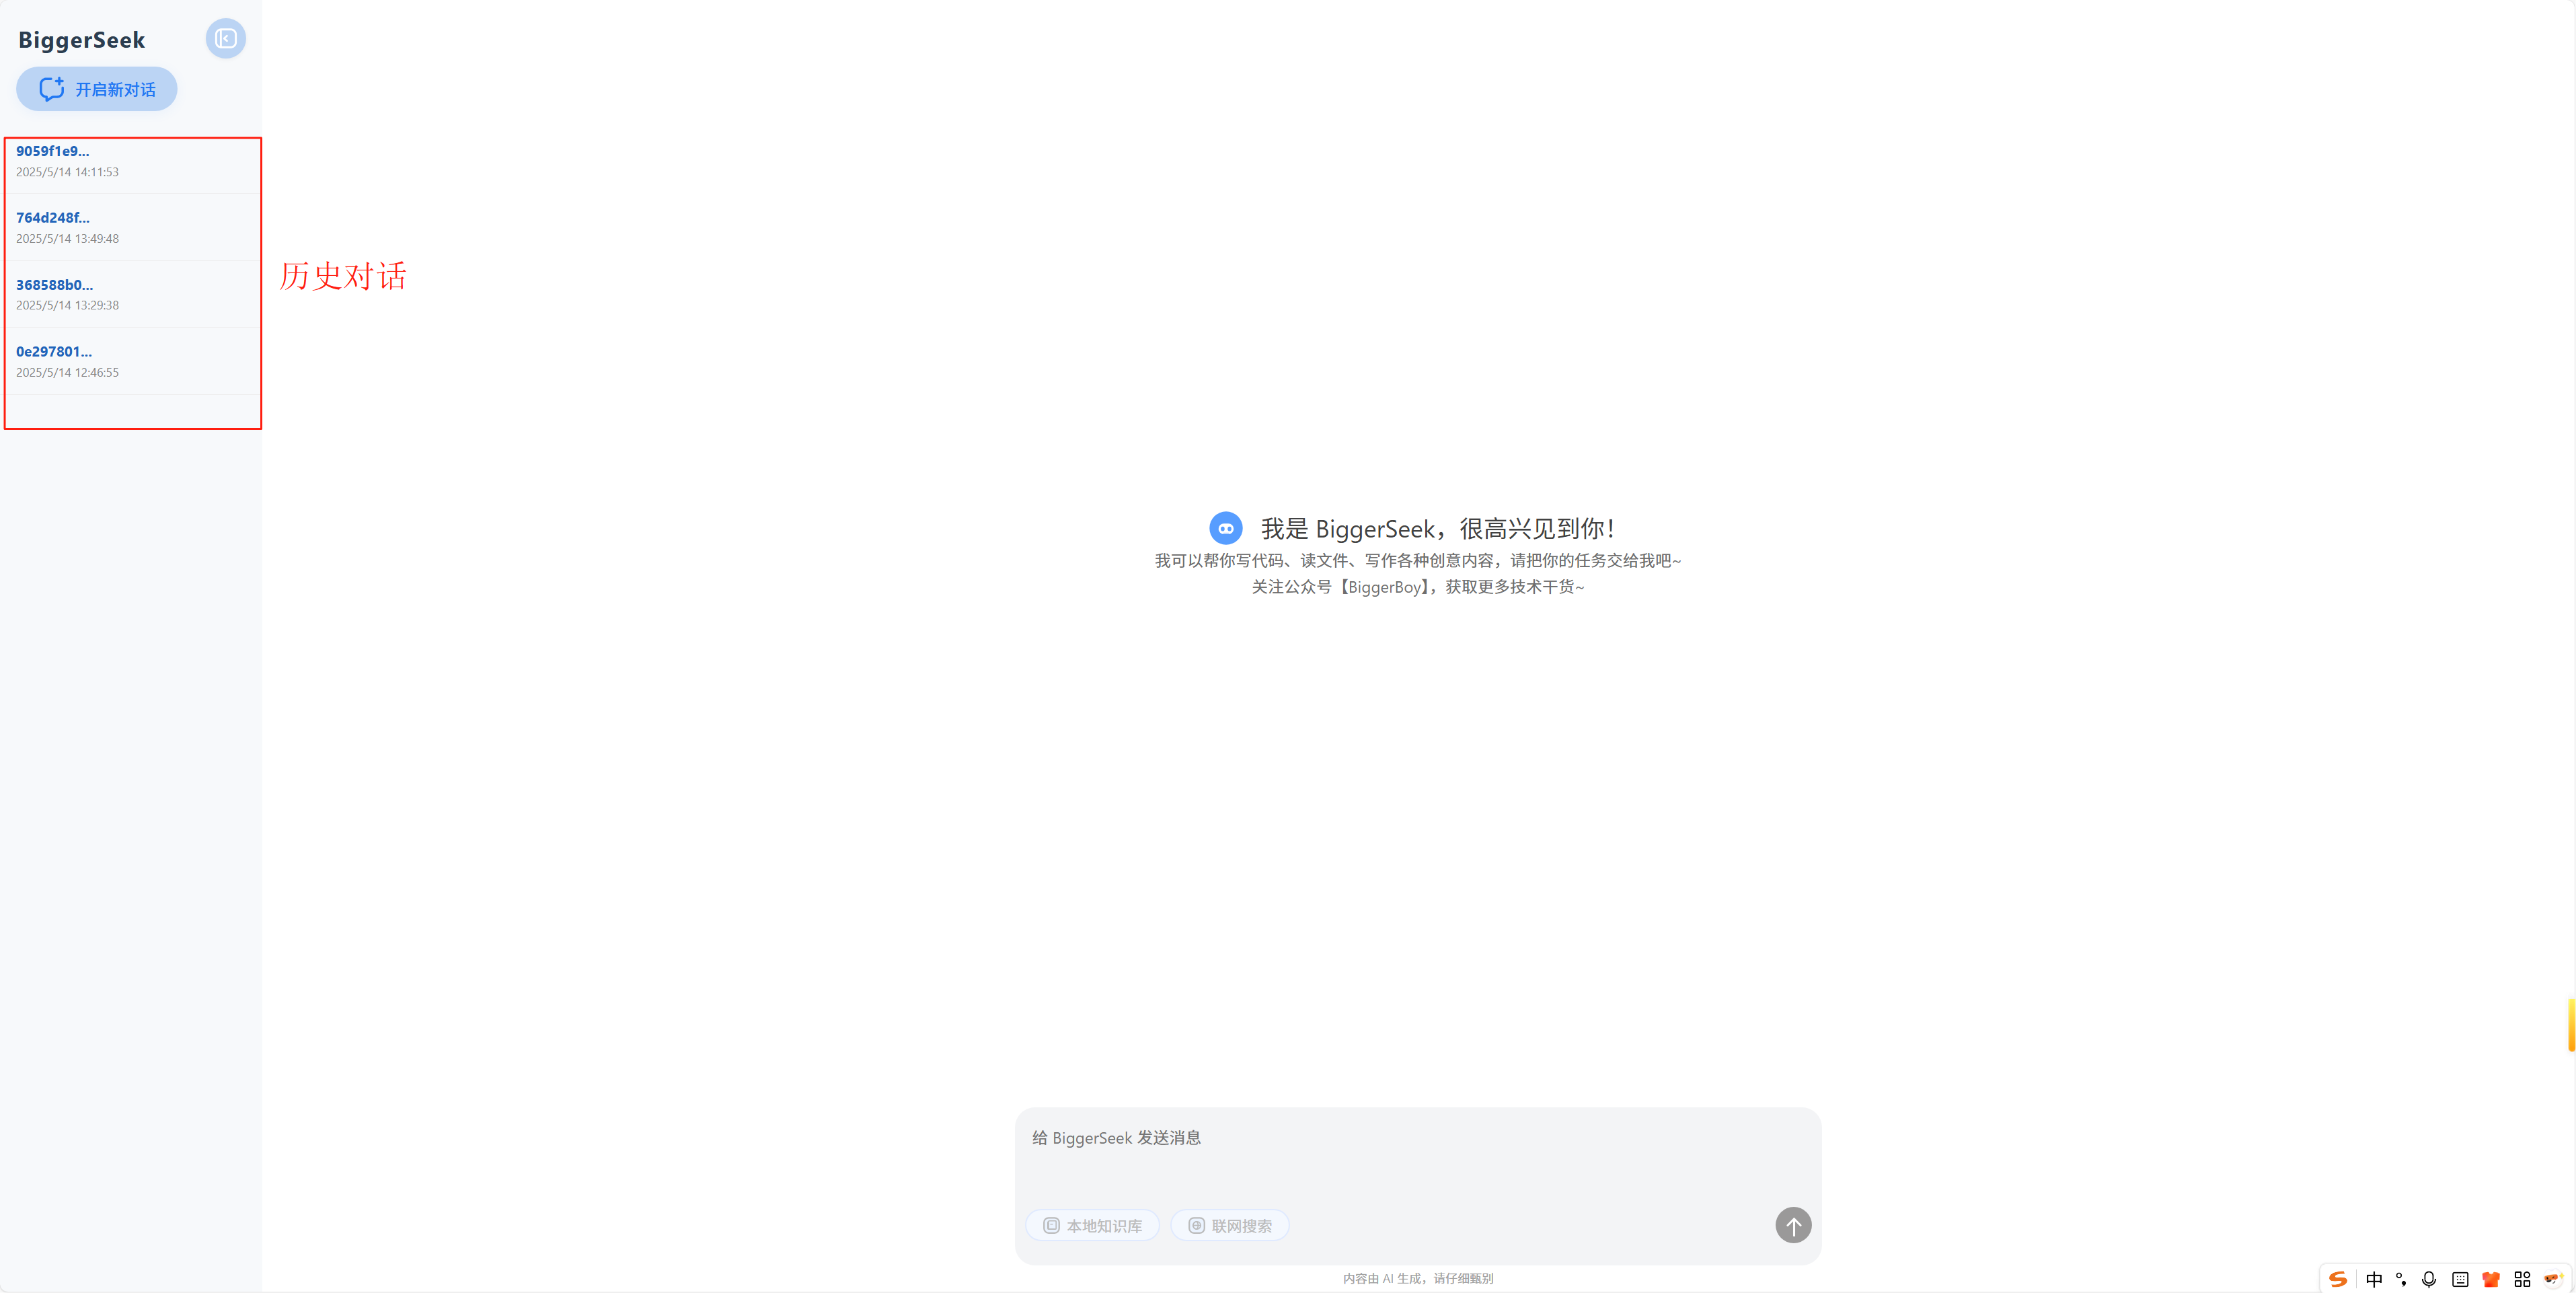 BiggerSeek
开启新对话
9059f1e9...
2025/5/14 14:11:53
764d248f...
2025/5/14 13:49:48
368588b0...
2025/5/14 13:29:38
0e297801...
2025/5/14 12:46:55
历史对话
我是 BiggerSeek，很高兴见到你！
我可以帮你写代码、读文件、写作各种创意内容，请把你的任务交给我吧~
关注公众号【BiggerBoy】，获取更多技术干货~
给 BiggerSeek 发送消息
本地知识库
联网搜索
内容由 AI 生成，请仔细甄别
中